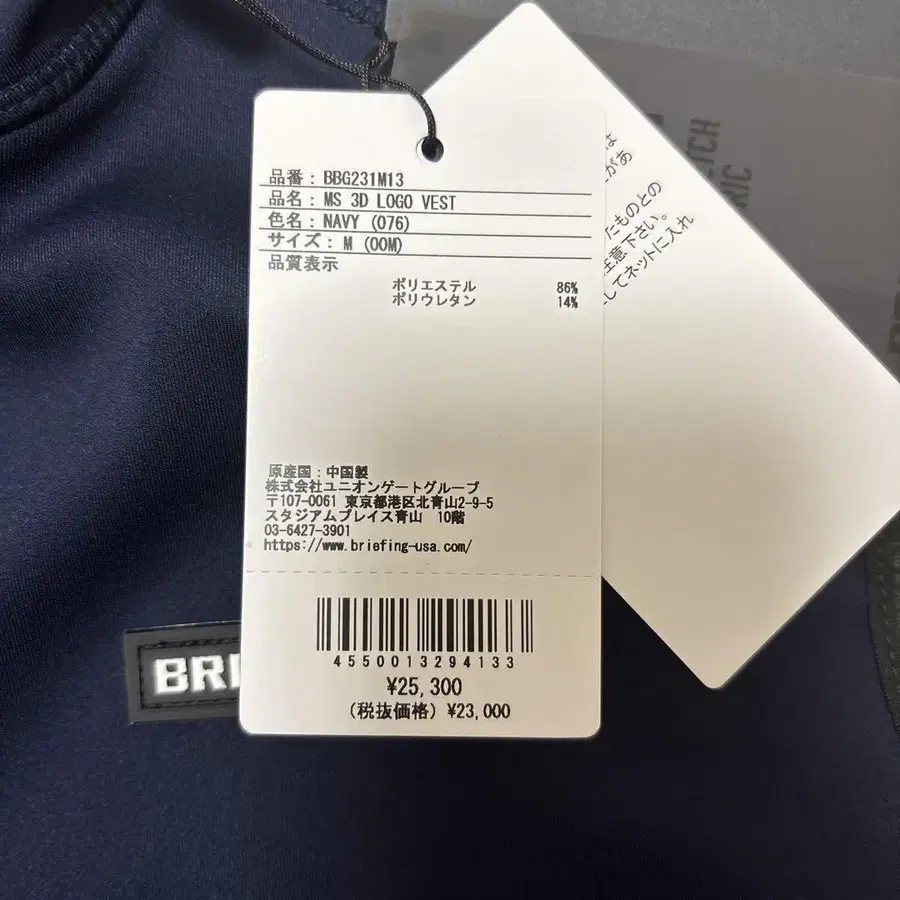 品番：BBG231M13
品名：MS 3D LOGO VEST
色名：NAVY (076)
サイズ：M (00M)
品質表示
ポリエステル 86%
ポリウレタン 14%
原産国：中国製
株式会社ユニオンゲートグループ
〒107-0061 東京都港区北青山2-9-5
スタジアムプレイス青山 10階
03-6427-3901
https://www.briefing-usa.com/
4550013294133
¥25,300
(税抜価格) ¥23,000
は
があ
たものとの
注意下さい。
してネットに入れ
TCH
RIC
BRI